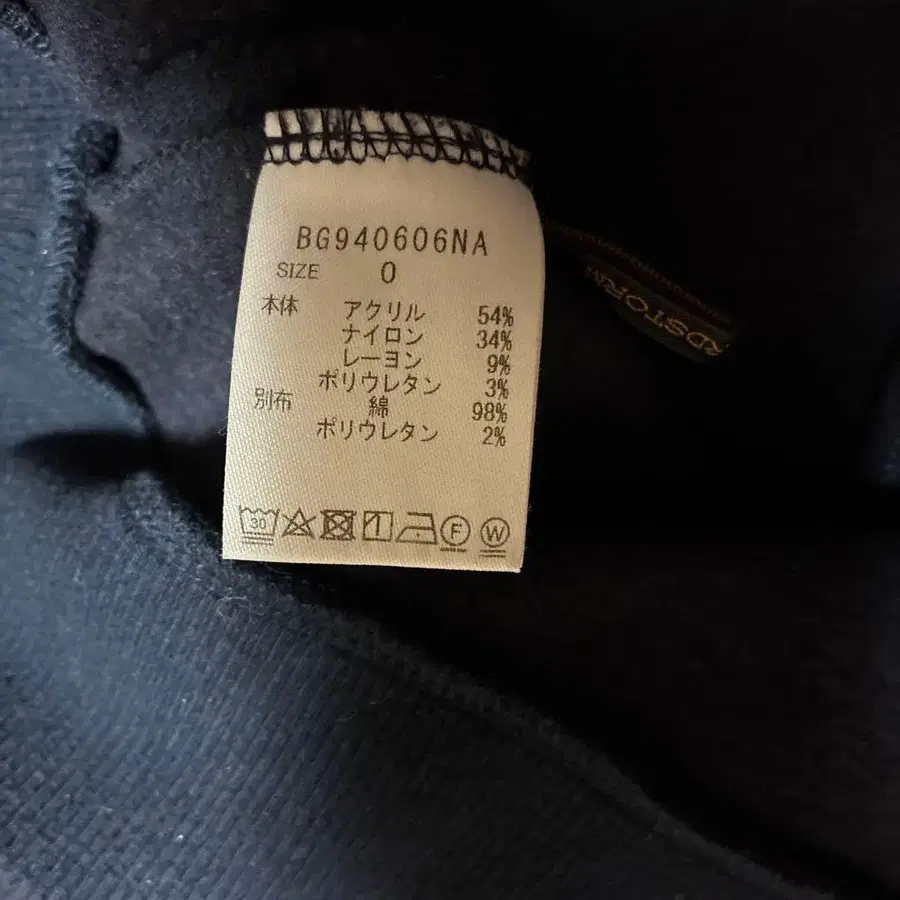 BG940606NA
SIZE 0
本体 アクリル 54%
ナイロン 34%
レーヨン 9%
ポリウレタン 3%
別布 綿 98%
ポリウレタン 2%
30 F W
RDSTORM